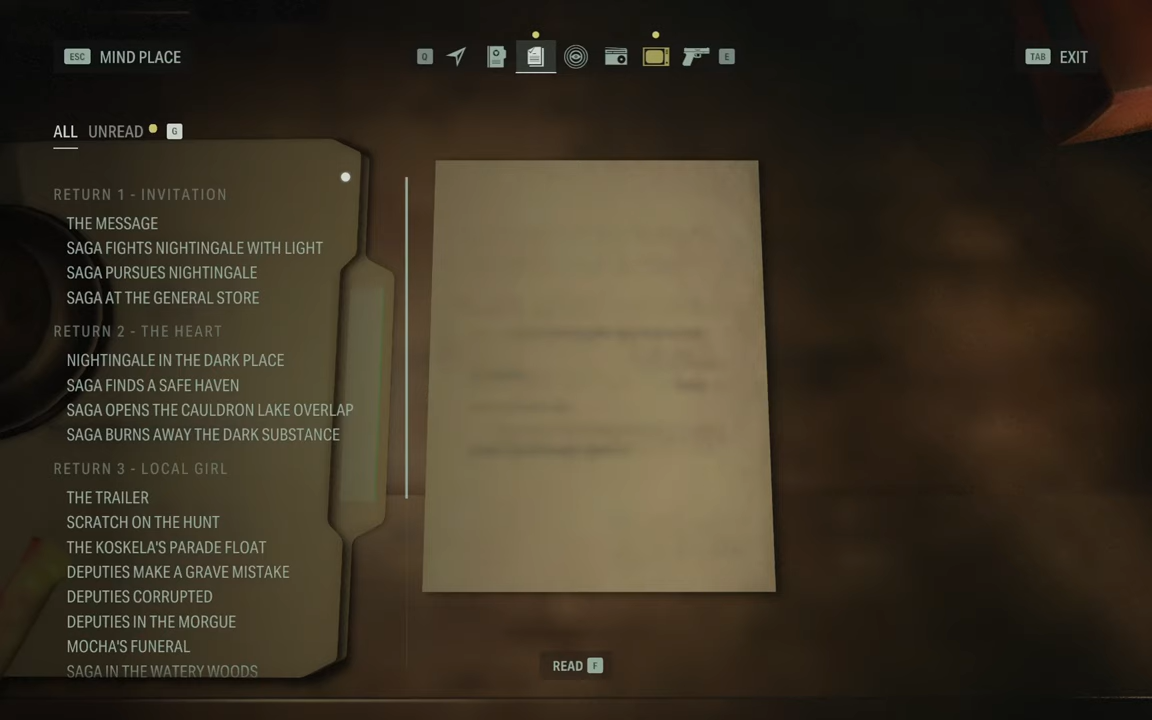 ESC MIND PLACE
Q
E
TAB EXIT
ALL UNREAD G
RETURN 1 - INVITATION
THE MESSAGE
SAGA FIGHTS NIGHTINGALE WITH LIGHT
SAGA PURSUES NIGHTINGALE
SAGA AT THE GENERAL STORE
RETURN 2 - THE HEART
NIGHTINGALE IN THE DARK PLACE
SAGA FINDS A SAFE HAVEN
SAGA OPENS THE CAULDRON LAKE OVERLAP
SAGA BURNS AWAY THE DARK SUBSTANCE
RETURN 3 - LOCAL GIRL
THE TRAILER
SCRATCH ON THE HUNT
THE KOSKELA'S PARADE FLOAT
DEPUTIES MAKE A GRAVE MISTAKE
DEPUTIES CORRUPTED
DEPUTIES IN THE MORGUE
MOCHA'S FUNERAL
SAGA IN THE WATERY WOODS
READ F